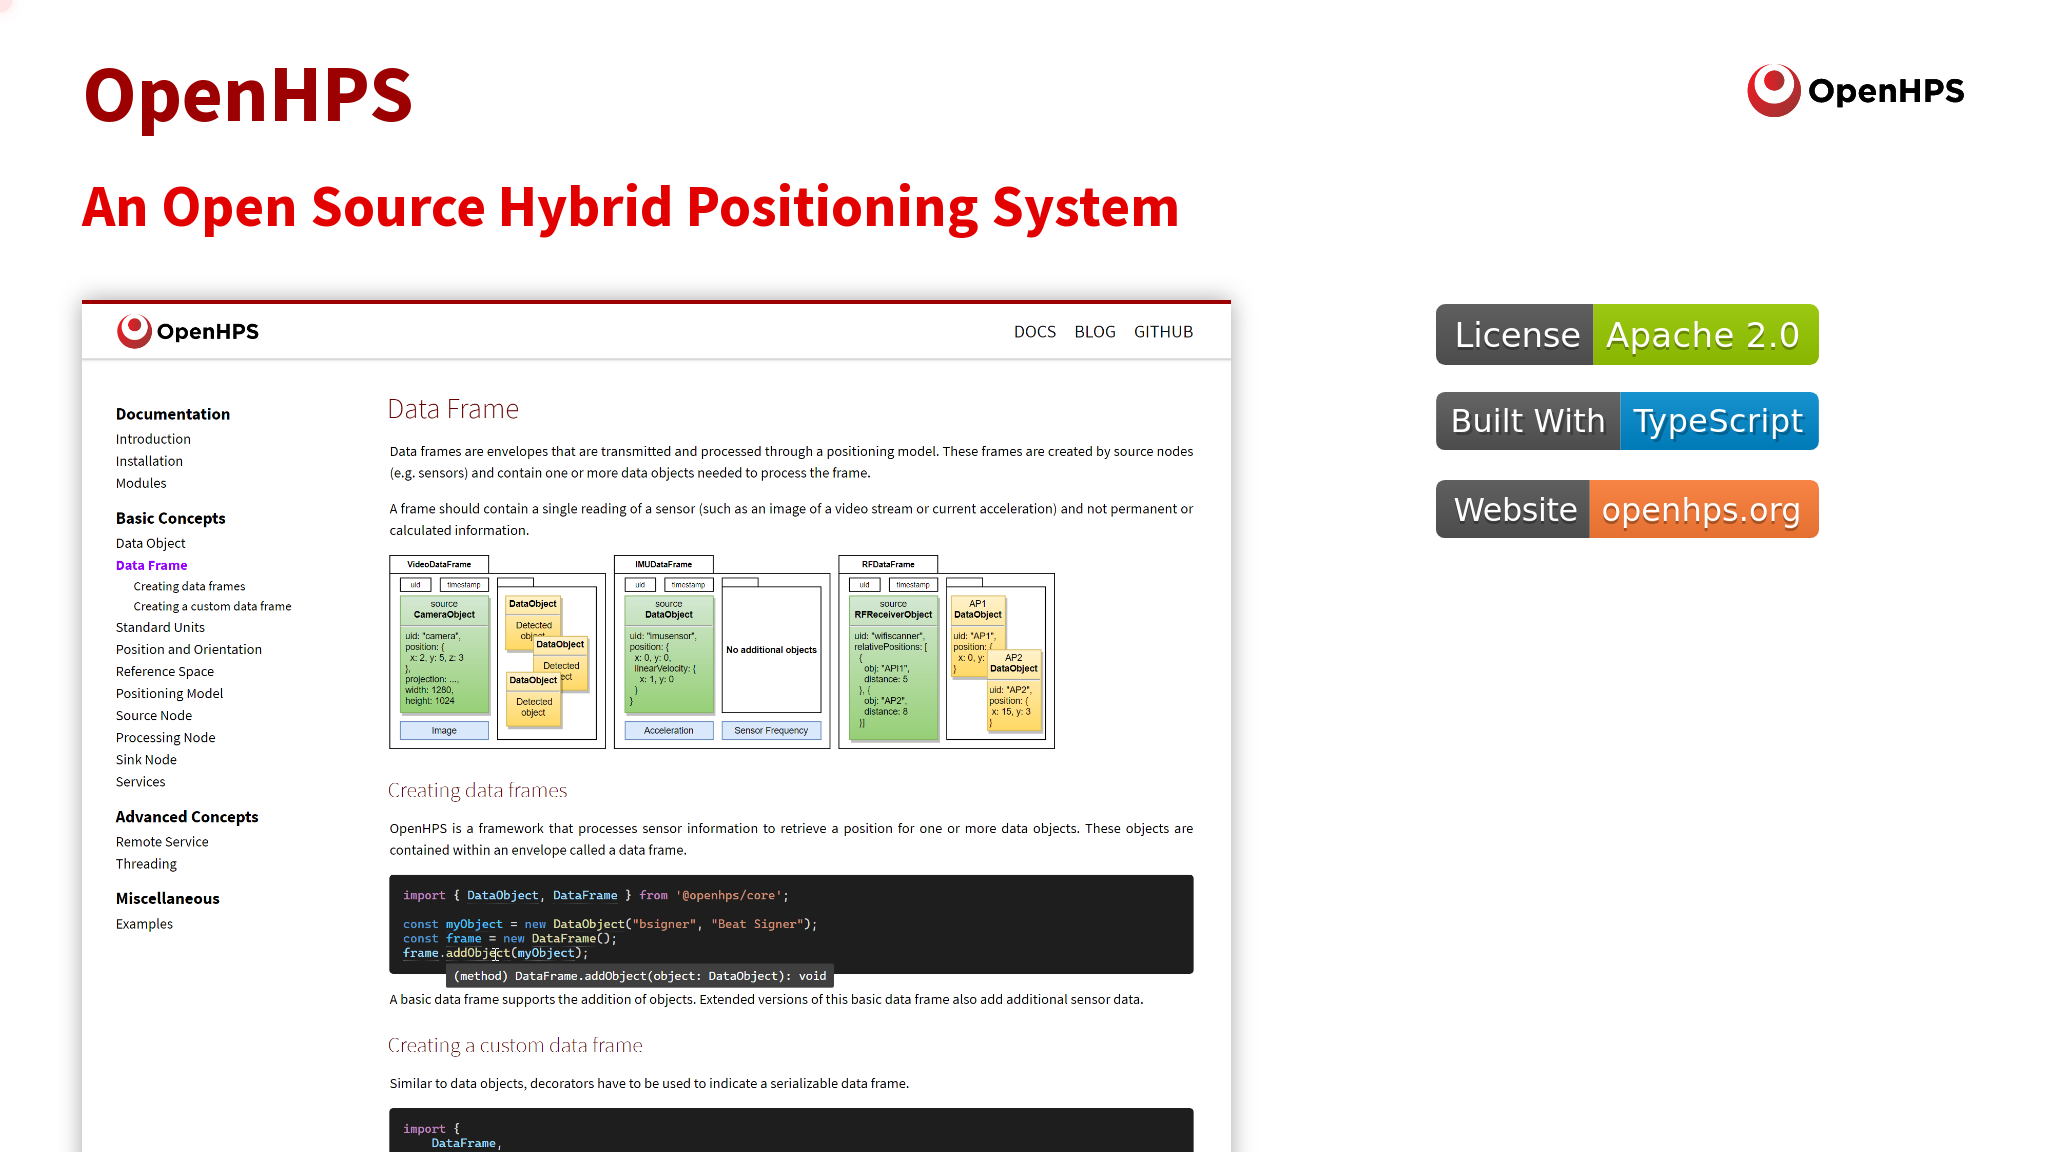 OpenHPS
OpenHPS
An Open Source Hybrid Positioning System
OpenHPS
DOCS BLOG GITHUB
Documentation
Introduction
Installation
Modules
Basic Concepts
Data Object
Data Frame
Creating data frames
Creating a custom data frame
Standard Units
Position and Orientation
Reference Space
Positioning Model
Source Node
Processing Node
Sink Node
Services
Advanced Concepts
Remote Service
Threading
Miscellaneous
Examples
Data Frame
Data frames are envelopes that are transmitted and processed through a positioning model. These frames are created by source nodes
(e.g. sensors) and contain one or more data objects needed to process the frame.
A frame should contain a single reading of a sensor (such as an image of a video stream or current acceleration) and not permanent or
calculated information.
VideoDataFrame
uid timestamp
source
CameraObject
uid: "camera",
position: {
x: 2, y: 5, z: 3
},
projection: ...,
width: 1280,
height: 1024
Image
DataObject
Detected
object
DataObject
Detected
ect
DataObject
Detected
object
IMUDataFrame
uid timestamp
source
DataObject
uid: "imusensor",
position: {
x: 0, y: 0,
linearVelocity: {
x: 1, y: 0
}
}
Acceleration
No additional objects
Sensor Frequency
RFDataFrame
uid timestamp
source
RFReceiverObject
uid: "wifiscanner",
relativePositions: [
{
obj: "API1",
distance: 5
}, {
obj: "AP2",
distance: 8
}]
AP1
DataObject
uid: "AP1",
position: {
x: 0, y:
}
AP2
DataObject
uid: "AP2",
position: {
x: 15, y: 3
}
Creating data frames
OpenHPS is a framework that processes sensor information to retrieve a position for one or more data objects. These objects are
contained within an envelope called a data frame.
import { DataObject, DataFrame } from '@openhps/core';
const myObject = new DataObject("bsigner", "Beat Signer");
const frame = new DataFrame();
frame.addObject(myObject);
(method) DataFrame.addObject(object: DataObject): void
A basic data frame supports the addition of objects. Extended versions of this basic data frame also add additional sensor data.
Creating a custom data frame
Similar to data objects, decorators have to be used to indicate a serializable data frame.
import {
DataFrame,
License Apache 2.0
Built With TypeScript
Website openhps.org